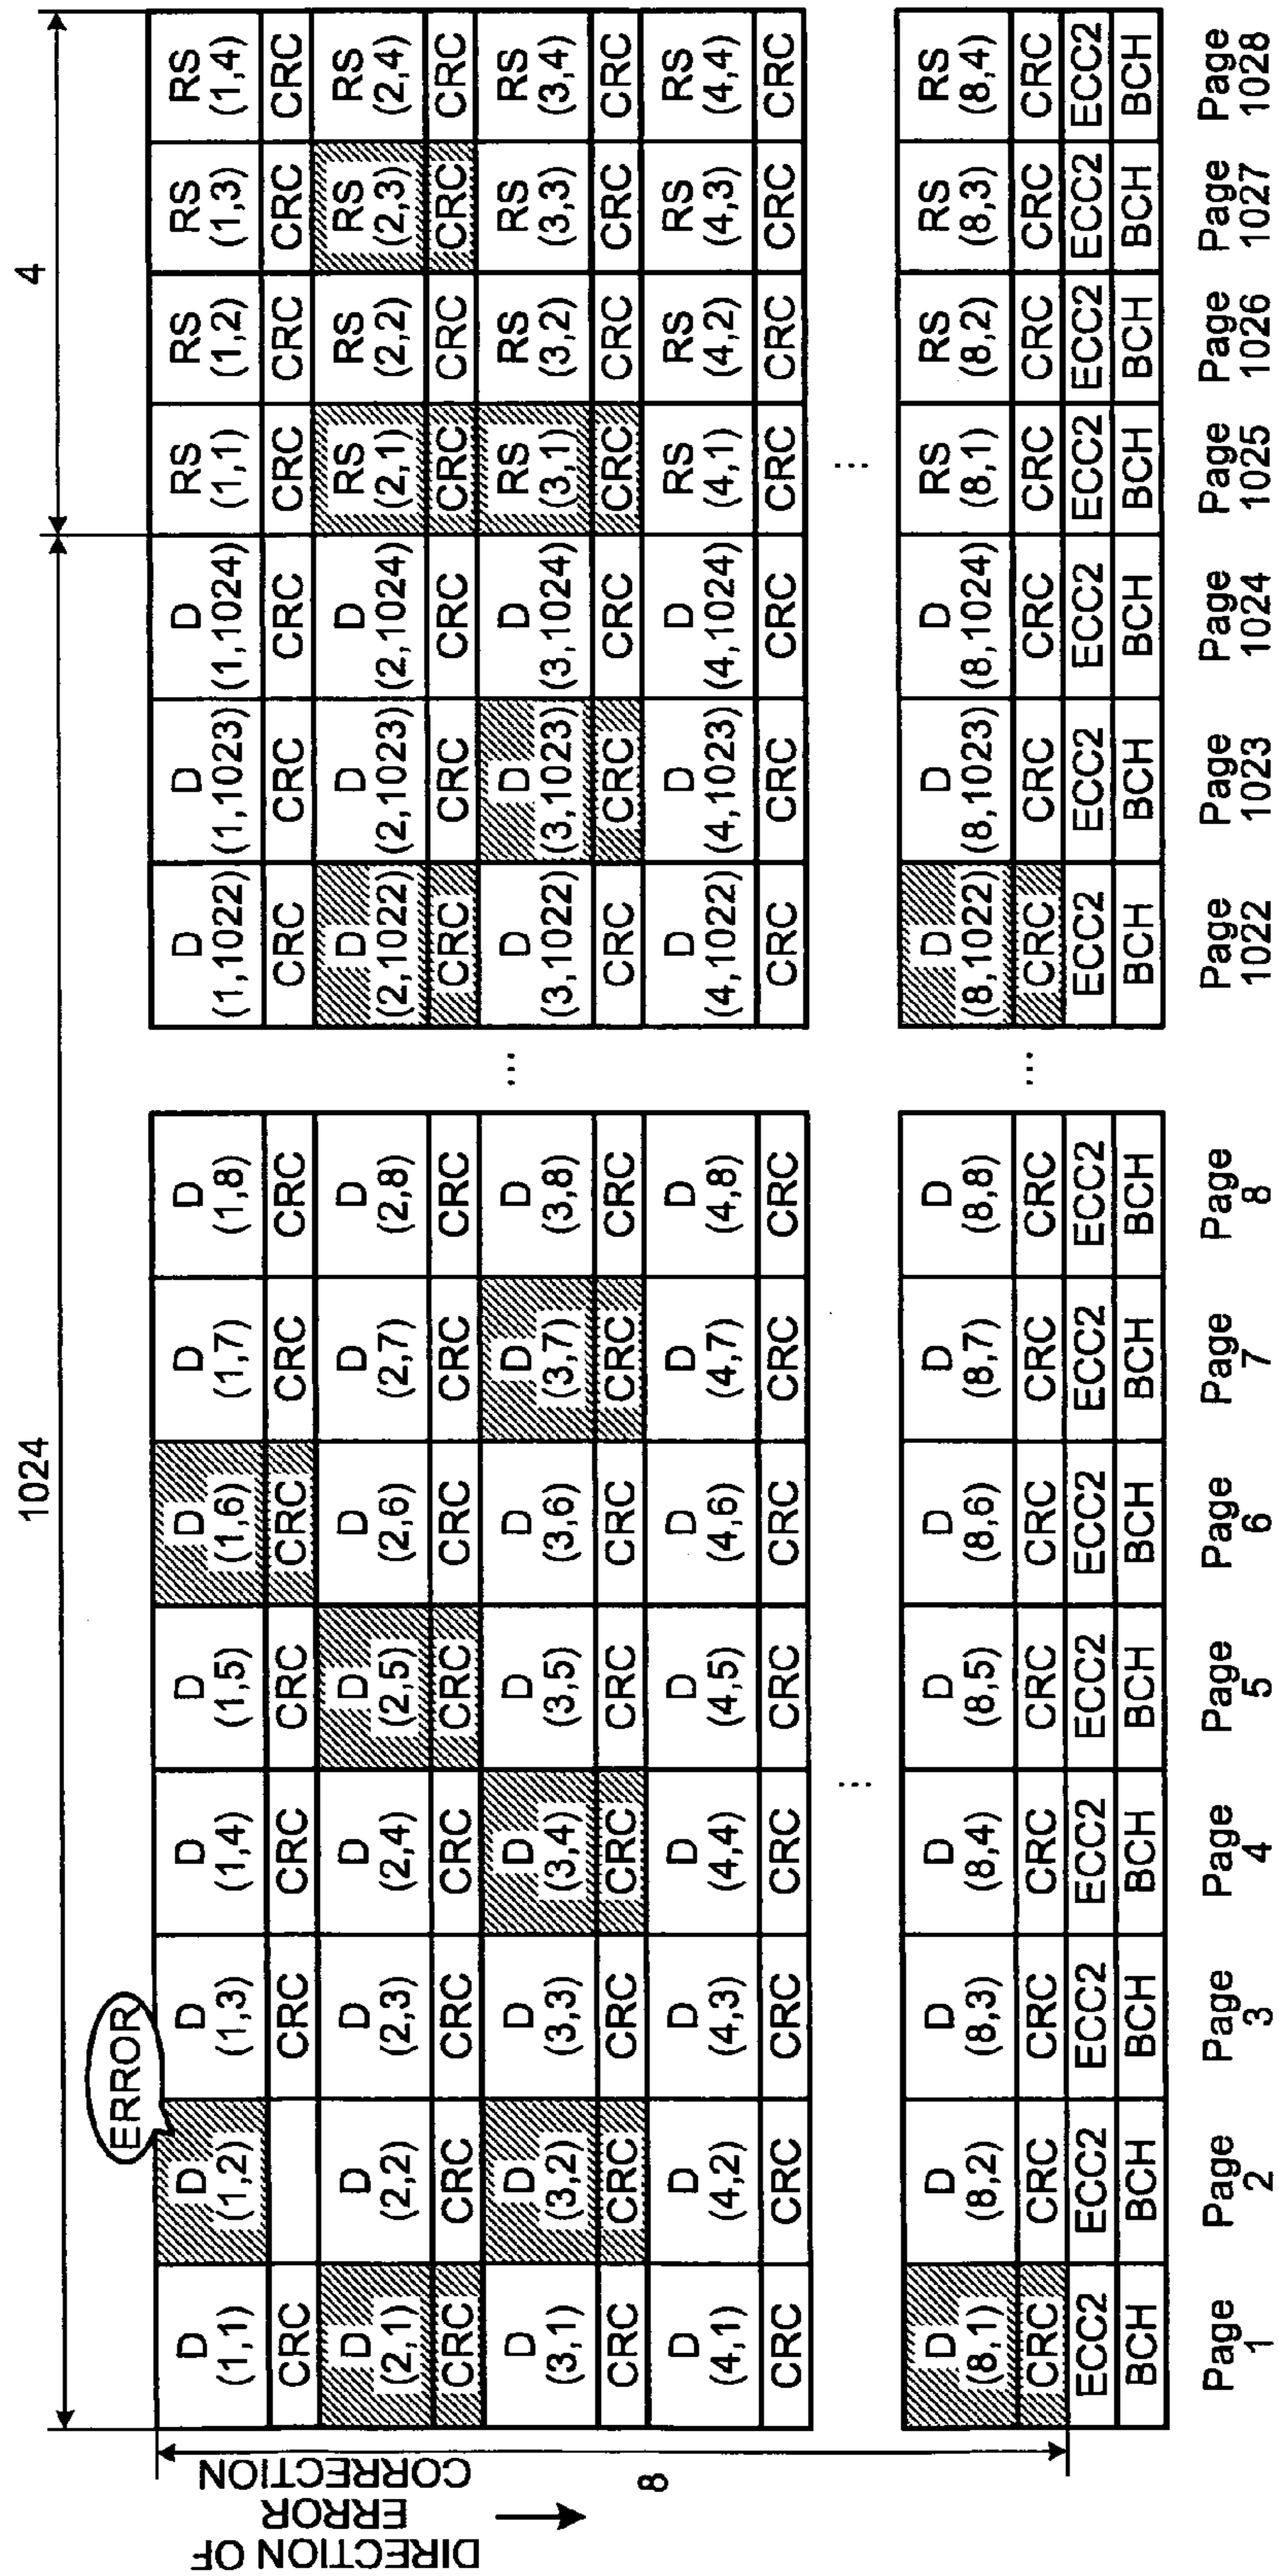 1024 4
ERROR
DIRECTION OF
ERROR
CORRECTION
8
D D D D D D D D D D D RS RS RS RS
(1,1) (1,2) (1,3) (1,4) (1,5) (1,6) (1,7) (1,8) (1,1022) (1,1023) (1,1024) (1,1) (1,2) (1,3) (1,4)
CRC CRC CRC CRC CRC CRC CRC CRC CRC CRC CRC CRC CRC CRC
D D D D D D D D D D D RS RS RS RS
(2,1) (2,2) (2,3) (2,4) (2,5) (2,6) (2,7) (2,8) (2,1022) (2,1023) (2,1024) (2,1) (2,2) (2,3) (2,4)
CRC CRC CRC CRC CRC CRC CRC CRC CRC CRC CRC CRC CRC CRC CRC
D D D D D D D D ... D D D RS RS RS RS
(3,1) (3,2) (3,3) (3,4) (3,5) (3,6) (3,7) (3,8) (3,1022) (3,1023) (3,1024) (3,1) (3,2) (3,3) (3,4)
CRC CRC CRC CRC CRC CRC CRC CRC CRC CRC CRC CRC CRC CRC CRC
D D D D D D D D D D D RS RS RS RS
(4,1) (4,2) (4,3) (4,4) (4,5) (4,6) (4,7) (4,8) (4,1022) (4,1023) (4,1024) (4,1) (4,2) (4,3) (4,4)
CRC CRC CRC CRC CRC CRC CRC CRC CRC CRC CRC CRC CRC CRC CRC
... ...
D D D D D D D D D D D RS RS RS RS
(8,1) (8,2) (8,3) (8,4) (8,5) (8,6) (8,7) (8,8) (8,1022) (8,1023) (8,1024) (8,1) (8,2) (8,3) (8,4)
CRC CRC CRC CRC CRC CRC CRC CRC ... CRC CRC CRC CRC CRC CRC CRC
ECC2 ECC2 ECC2 ECC2 ECC2 ECC2 ECC2 ECC2 ECC2 ECC2 ECC2 ECC2 ECC2 ECC2 ECC2
BCH BCH BCH BCH BCH BCH BCH BCH BCH BCH BCH BCH BCH BCH BCH
Page Page Page Page Page Page Page Page Page Page Page Page Page Page Page
1 2 3 4 5 6 7 8 1022 1023 1024 1025 1026 1027 1028